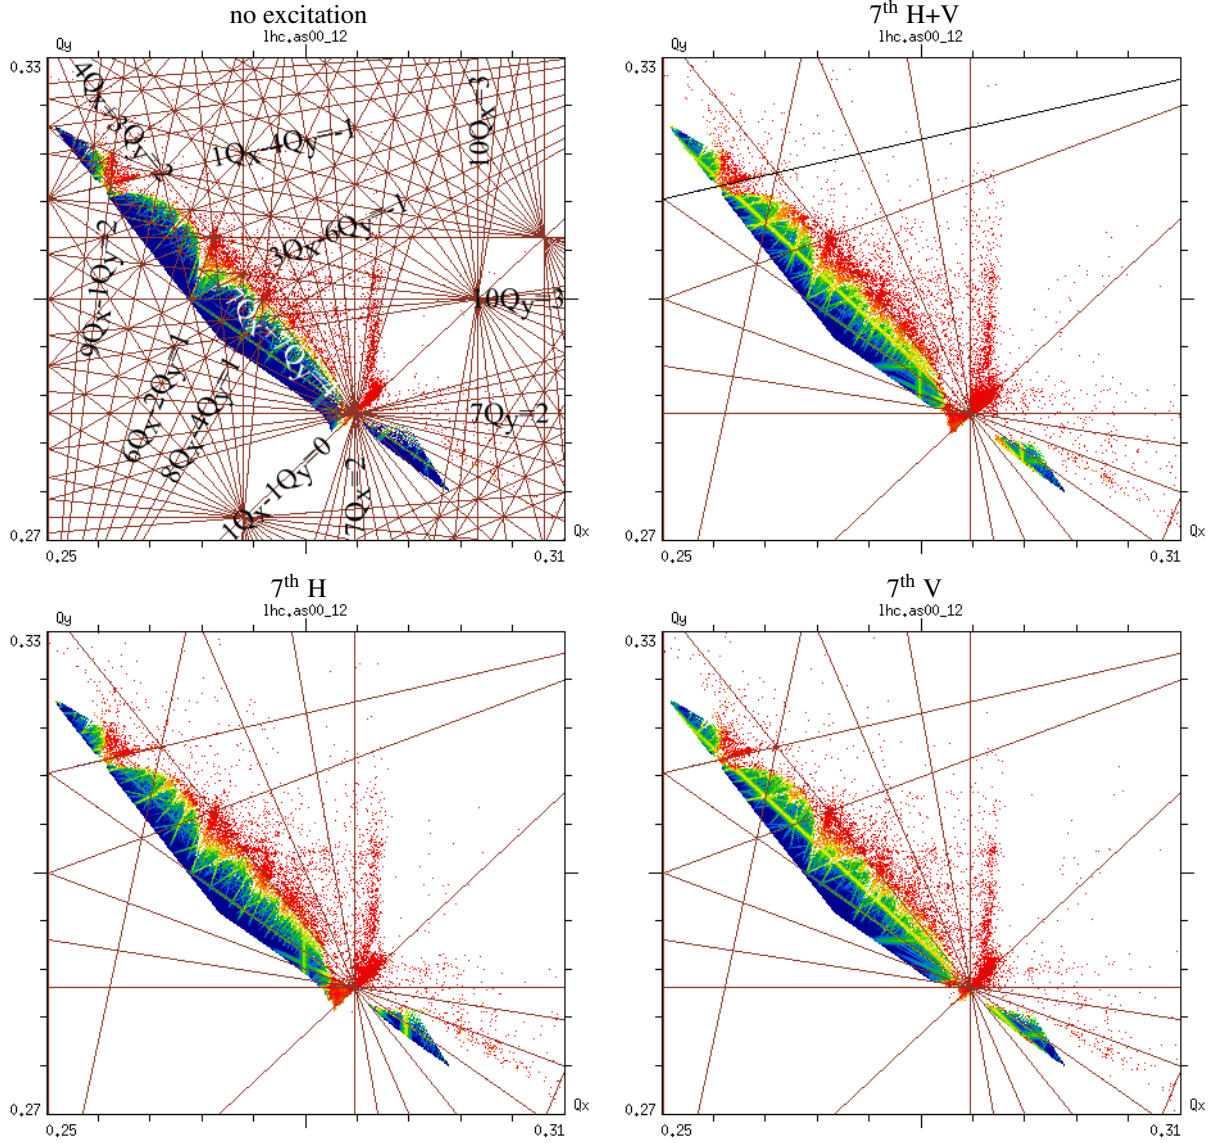 no excitation
lhc.as00_12
Qy
0.33
4Qx+3Qy=2
1Qx-4Qy=-1
10Qx=3
3Qx-6Qy=-1
9Qx-1Qy=2
10Qy=3
6Qx-2Qy=1
8Qx-4Qy=1
7Qy=2
1Qx-1Qy=0
7Qx=2
0.27
Qx
0.25
0.31
7th H+V
lhc.as00_12
Qy
0.33
0.27
Qx
0.25
0.31
7th H
lhc.as00_12
Qy
0.33
0.27
Qx
0.25
0.31
7th V
lhc.as00_12
Qy
0.33
0.27
Qx
0.25
0.31